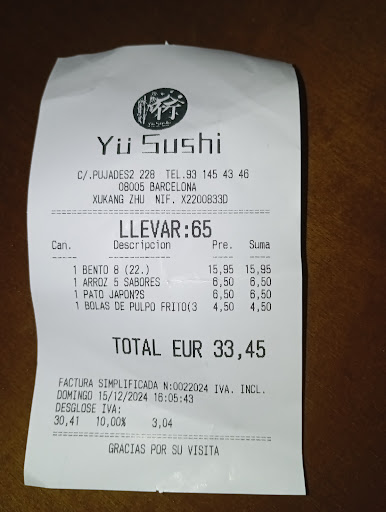 Yü Sushi
C/.PUJADES2 228 TEL.93 145 43 46
08005 BARCELONA
XUKANG ZHU NIF. X2200833D
LLEVAR:65
Can. Descripcion Pre. Suma
1 BENTO 8 (22.) 15,95 15,95
1 ARROZ 5 SABORES 6,50 6,50
1 PATO JAPON?S 6,50 6,50
1 BOLAS DE PULPO FRITO(3 4,50 4,50
TOTAL EUR 33,45
FACTURA SIMPLIFICADA N:0022024 IVA. INCL.
DOMINGO 15/12/2024 16:05:43
DESGLOSE IVA:
30,41 10,00% 3,04
GRACIAS POR SU VISITA